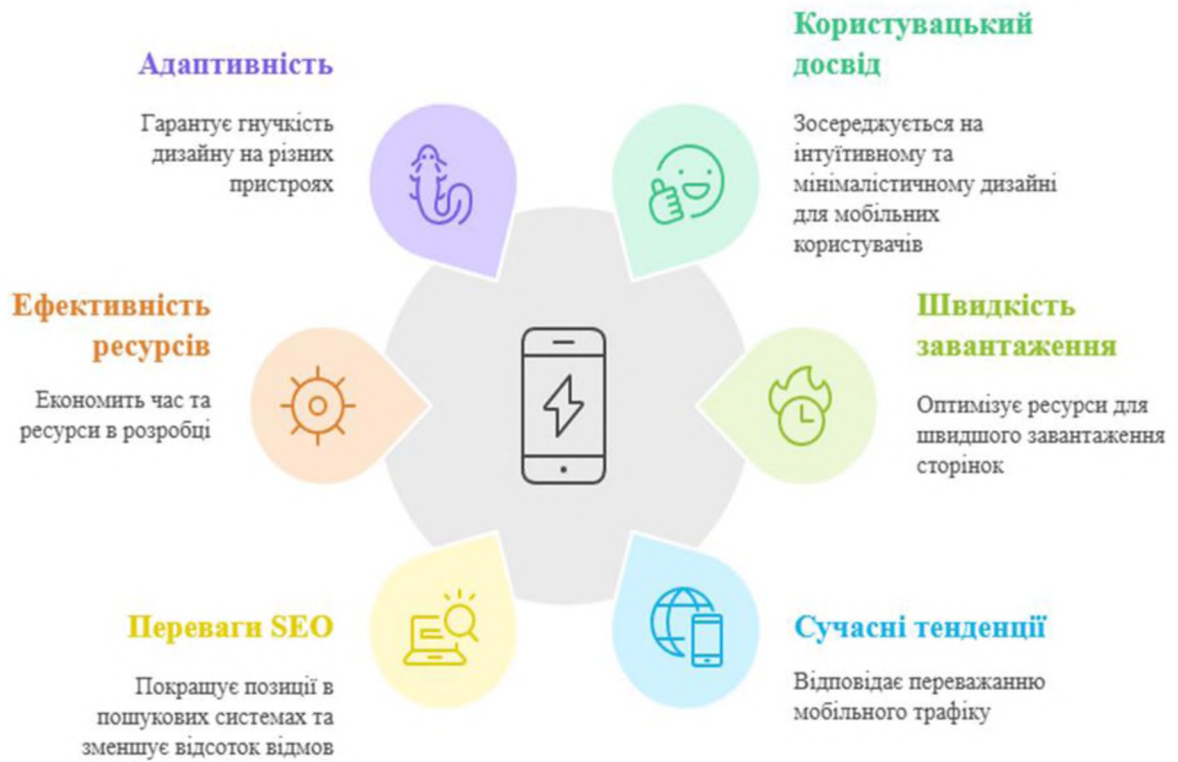 Адаптивність
Гарантує гнучкість
дизайну на різних
пристроях
Користувацький
досвід
Зосереджується на
інтуїтивному та
мінімалістичному дизайні
для мобільних
користувачів
Ефективність
ресурсів
Економить час та
ресурси в розробці
Швидкість
завантаження
Оптимізує ресурси для
швидшого завантаження
сторінок
Переваги SEO
Покращує позиції в
пошукових системах та
зменшує відсоток відмов
Сучасні тенденції
Відповідає переважанню
мобільного трафіку